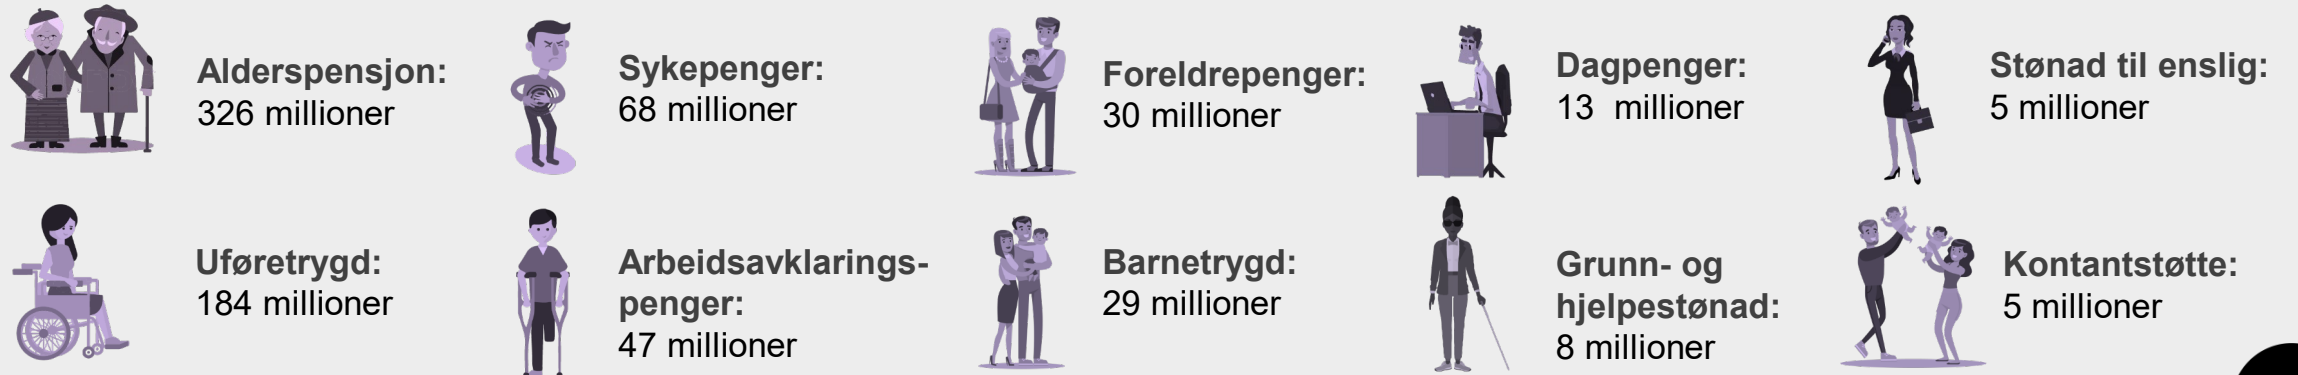 Alderspensjon:
326 millioner
Sykepenger:
68 millioner
Foreldrepenger:
30 millioner
Dagpenger:
13  millioner
Stønad til enslig:
5 millioner
Uføretrygd:
184 millioner
Arbeidsavklarings-
penger:
47 millioner
Barnetrygd:
29 millioner
Grunn- og
hjelpestønad:
8 millioner
Kontantstøtte:
5 millioner